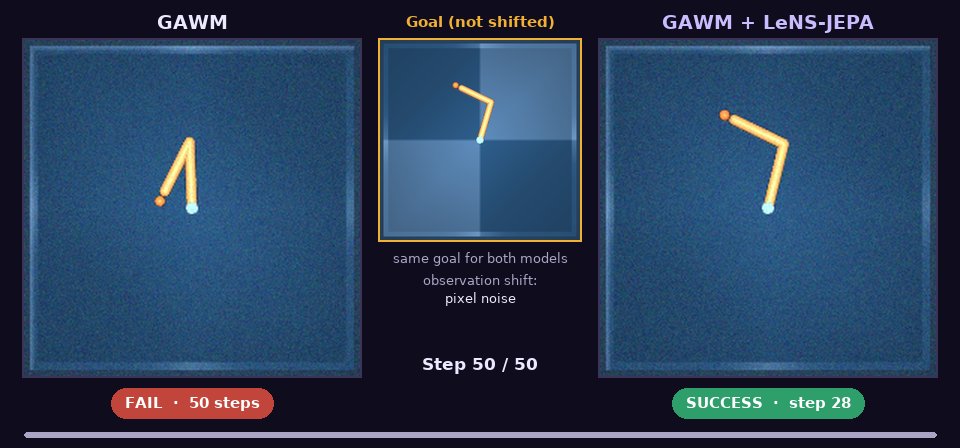 GAWM
Goal (not shifted)
GAWM + LeNS-JEPA
same goal for both models
observation shift:
pixel noise
Step 50 / 50
FAIL · 50 steps
SUCCESS · step 28